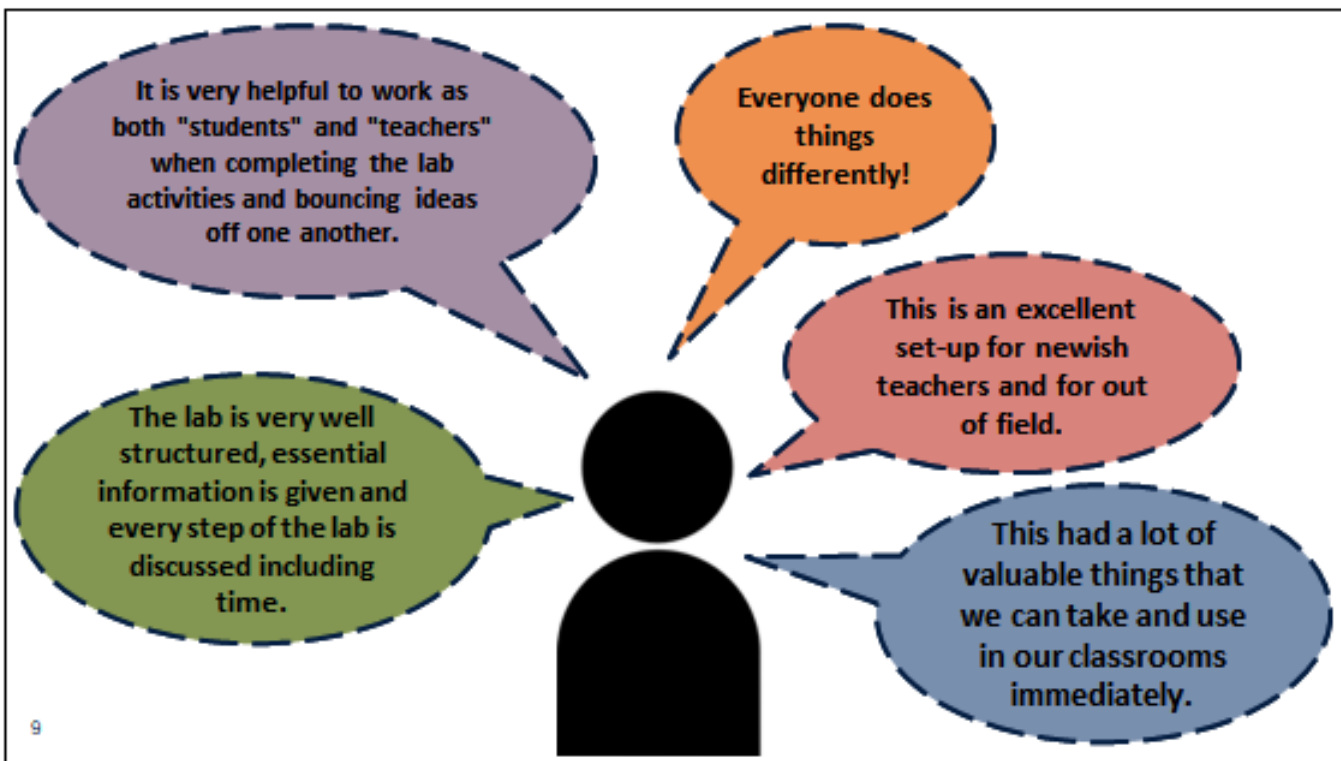 It is very helpful to work as
both "students" and "teachers"
when completing the lab
activities and bouncing ideas
off one another.
Everyone does
things
differently!
This is an excellent
set-up for newish
teachers and for out
of field.
The lab is very well
structured, essential
information is given and
every step of the lab is
discussed including
time.
This had a lot of
valuable things that
we can take and use
in our classrooms
immediately.
9